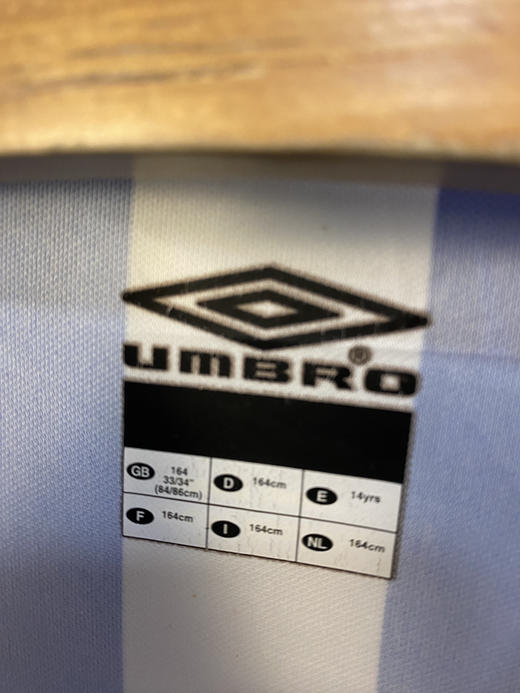 UMBRO®
GB 164 33/34" (84/86cm)
D 164cm
E 14yrs
F 164cm
I 164cm
NL 164cm